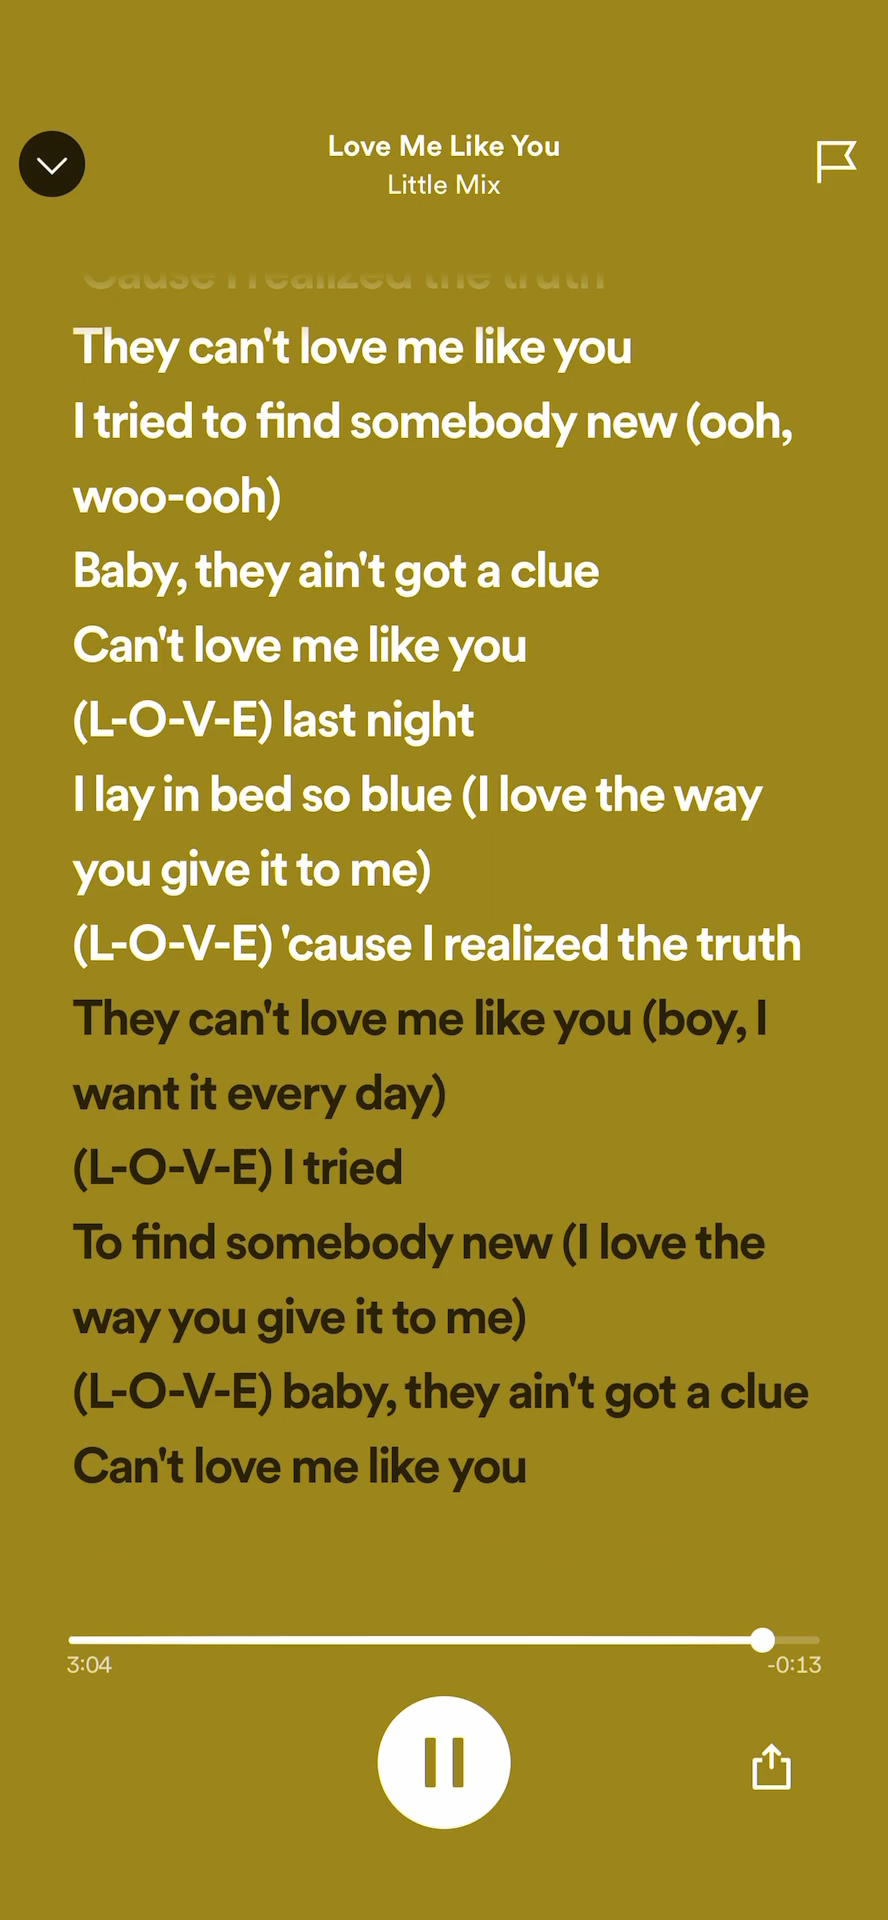 Love Me Like You
Little Mix
Cause I realized the truth
They can't love me like you
I tried to find somebody new (ooh,
woo-ooh)
Baby, they ain't got a clue
Can't love me like you
(L-O-V-E) last night
I lay in bed so blue (I love the way
you give it to me)
(L-O-V-E) 'cause I realized the truth
They can't love me like you (boy, I
want it every day)
(L-O-V-E) I tried
To find somebody new (I love the
way you give it to me)
(L-O-V-E) baby, they ain't got a clue
Can't love me like you
3:04
-0:13